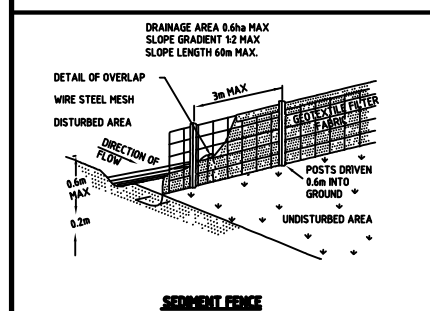 DRAINAGE AREA 0.6ha MAX
SLOPE GRADIENT 1:2 MAX
SLOPE LENGTH 60m MAX.
DETAIL OF OVERLAP
WIRE STEEL MESH
DISTURBED AREA
3m MAX
GEOTEXTILE FILTER
FABRIC
DIRECTION OF
FLOW
0.6m
MAX
0.2m
POSTS DRIVEN
0.6m INTO
GROUND
UNDISTURBED AREA
SEDIMENT FENCE